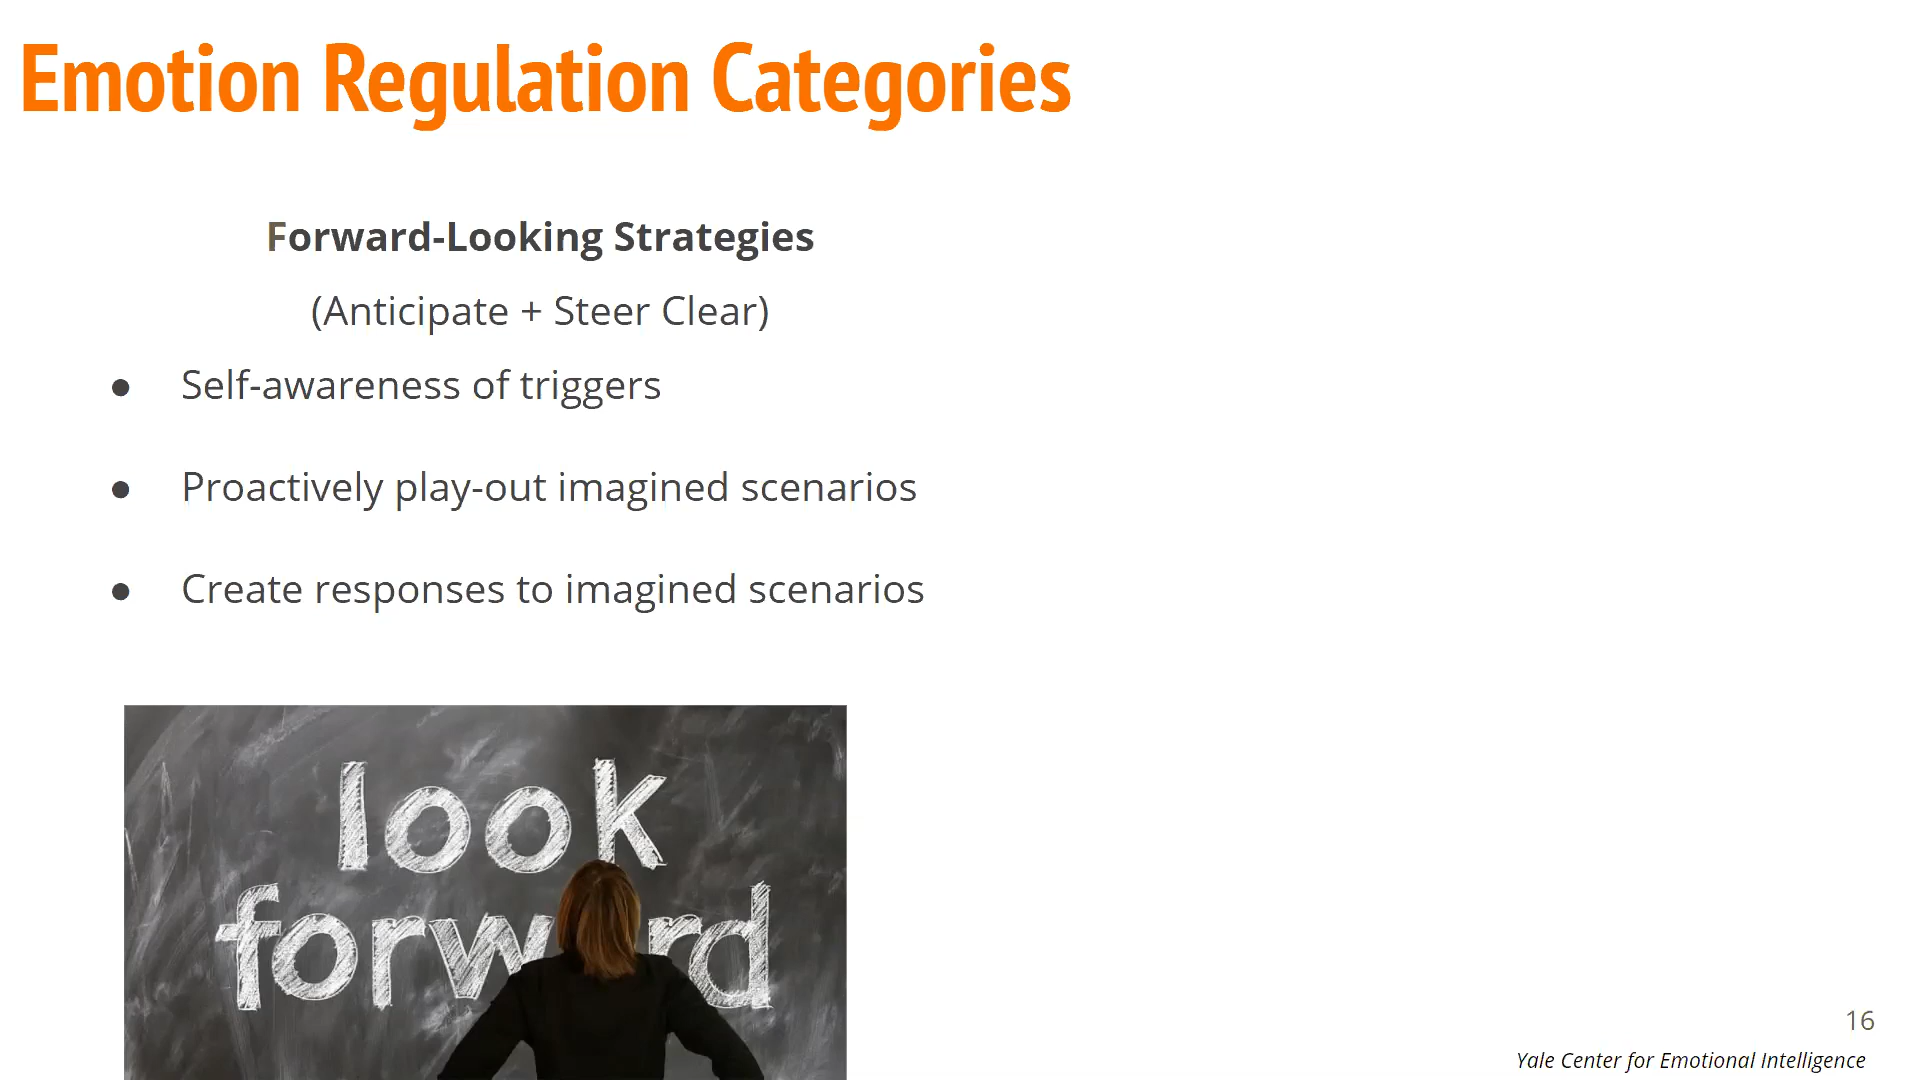 Emotion Regulation Categories
Forward-Looking Strategies
(Anticipate + Steer Clear)
● Self-awareness of triggers
● Proactively play-out imagined scenarios
● Create responses to imagined scenarios
look
forw rd
16
Yale Center for Emotional Intelligence